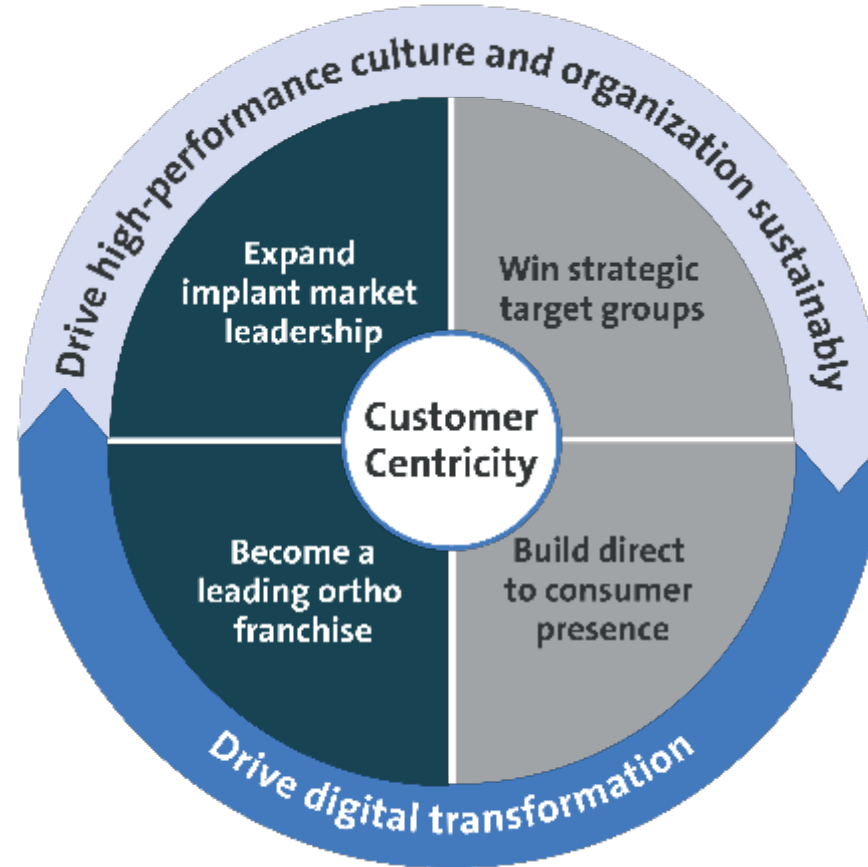 Drive high-performance culture and organization sustainably
Expand
implant market
leadership
Win strategic
target groups
Customer
Centricity
Become a
leading ortho
franchise
Build direct
to consumer
presence
Drive digital transformation